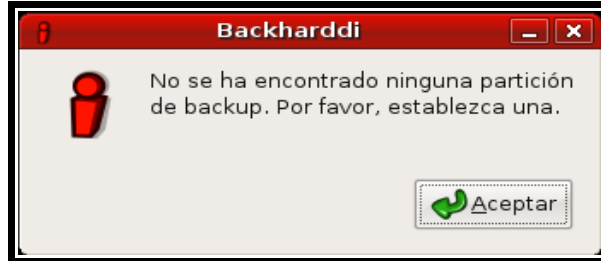 Backharddi
No se ha encontrado ninguna partición
de backup. Por favor, establezca una.
Aceptar